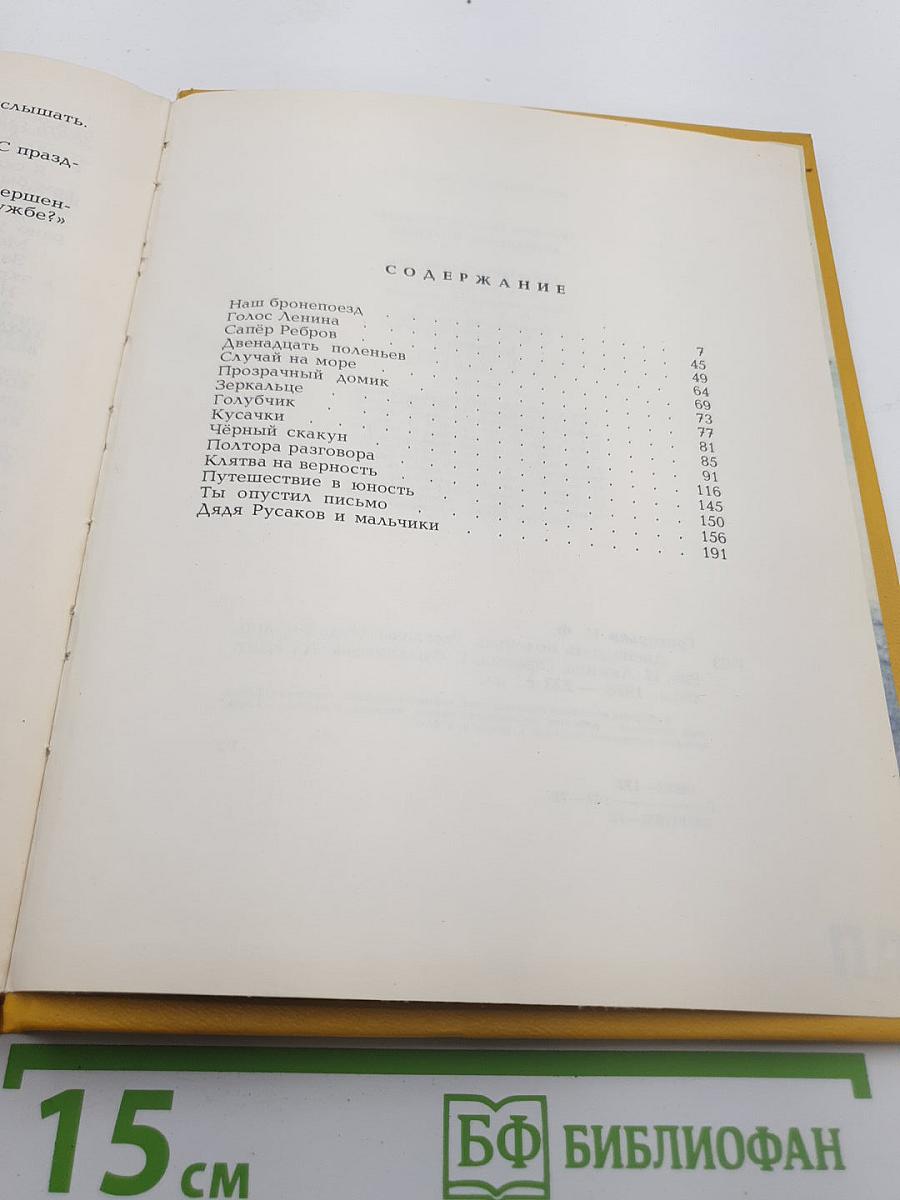 слышать.
С празд-
ершен-
ужбе?»
СОДЕРЖАНИЕ
Наш бронепоезд . . . . . . . . . . 7
Голос Ленина . . . . . . . . . . 45
Сапёр Ребров . . . . . . . . . . 49
Двенадцать поленьев . . . . . . . . . . 64
Случай на море . . . . . . . . . . 69
Прозрачный домик . . . . . . . . . . 73
Зеркальце . . . . . . . . . . 77
Голубчик . . . . . . . . . . 81
Кусачки . . . . . . . . . . 85
Чёрный скакун . . . . . . . . . . 91
Полтора разговора . . . . . . . . . . 116
Клятва на верность . . . . . . . . . . 145
Путешествие в юность . . . . . . . . . . 150
Ты опустил письмо . . . . . . . . . . 156
Дядя Русаков и мальчики . . . . . . . . 191
15 см
БФ БИБЛИОФАН